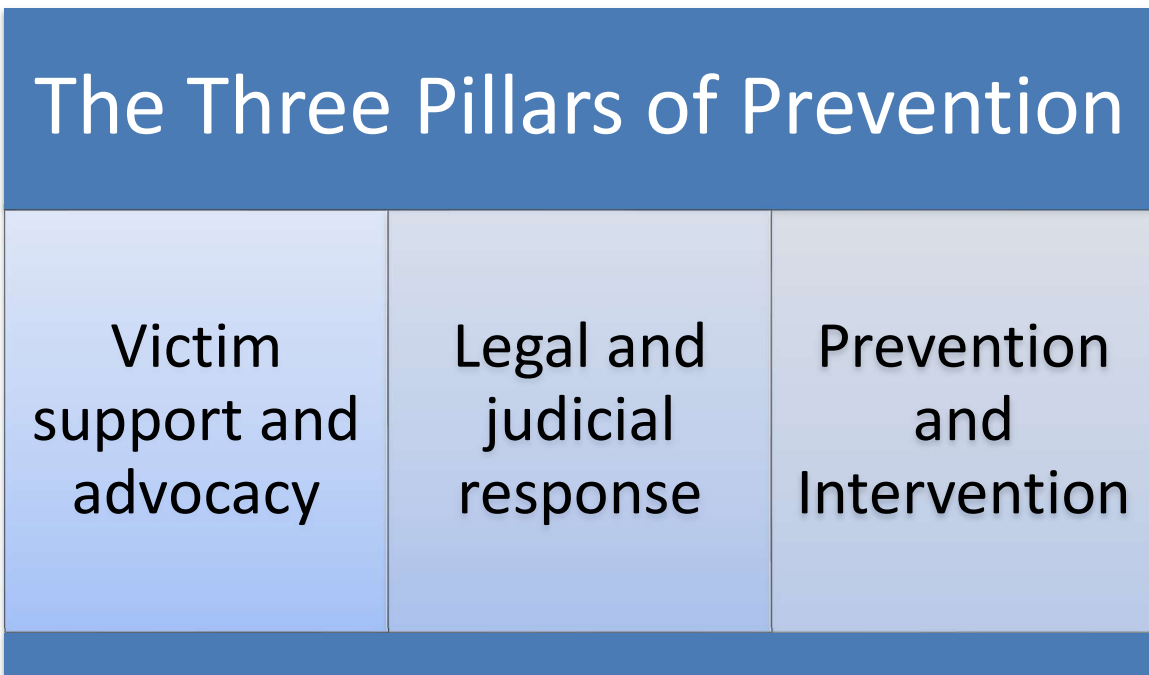 The Three Pillars of Prevention
Victim
support and
advocacy
Legal and
judicial
response
Prevention
and
Intervention